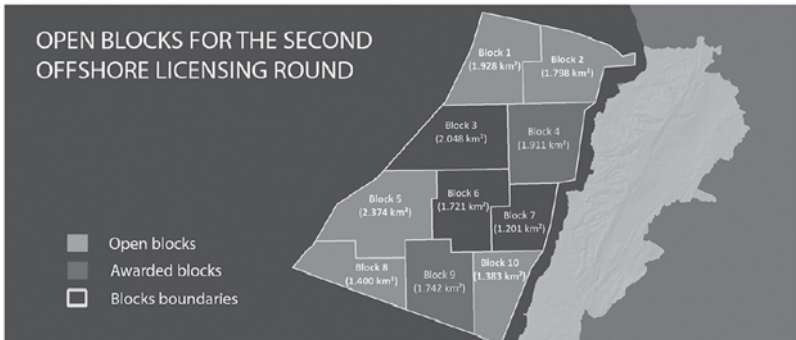 OPEN BLOCKS FOR THE SECOND
OFFSHORE LICENSING ROUND
Block 1
(1.928 km²)
Block 2
(1.798 km²)
Block 3
(2.048 km²)
Block 4
(1.911 km²)
Block 5
(2.374 km²)
Block 6
(1.721 km²)
Block 7
(1.201 km²)
Block 8
(1.400 km²)
Block 9
(1.742 km²)
Block 10
(1.383 km²)
Open blocks
Awarded blocks
Blocks boundaries